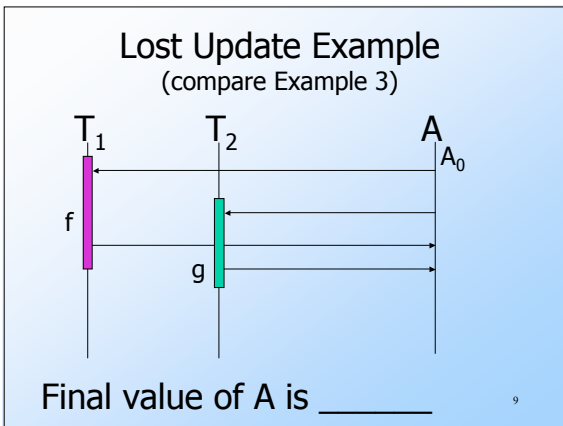 Lost Update Example
(compare Example 3)
T₁ T₂ A
A₀
f
g
Final value of A is ______
9